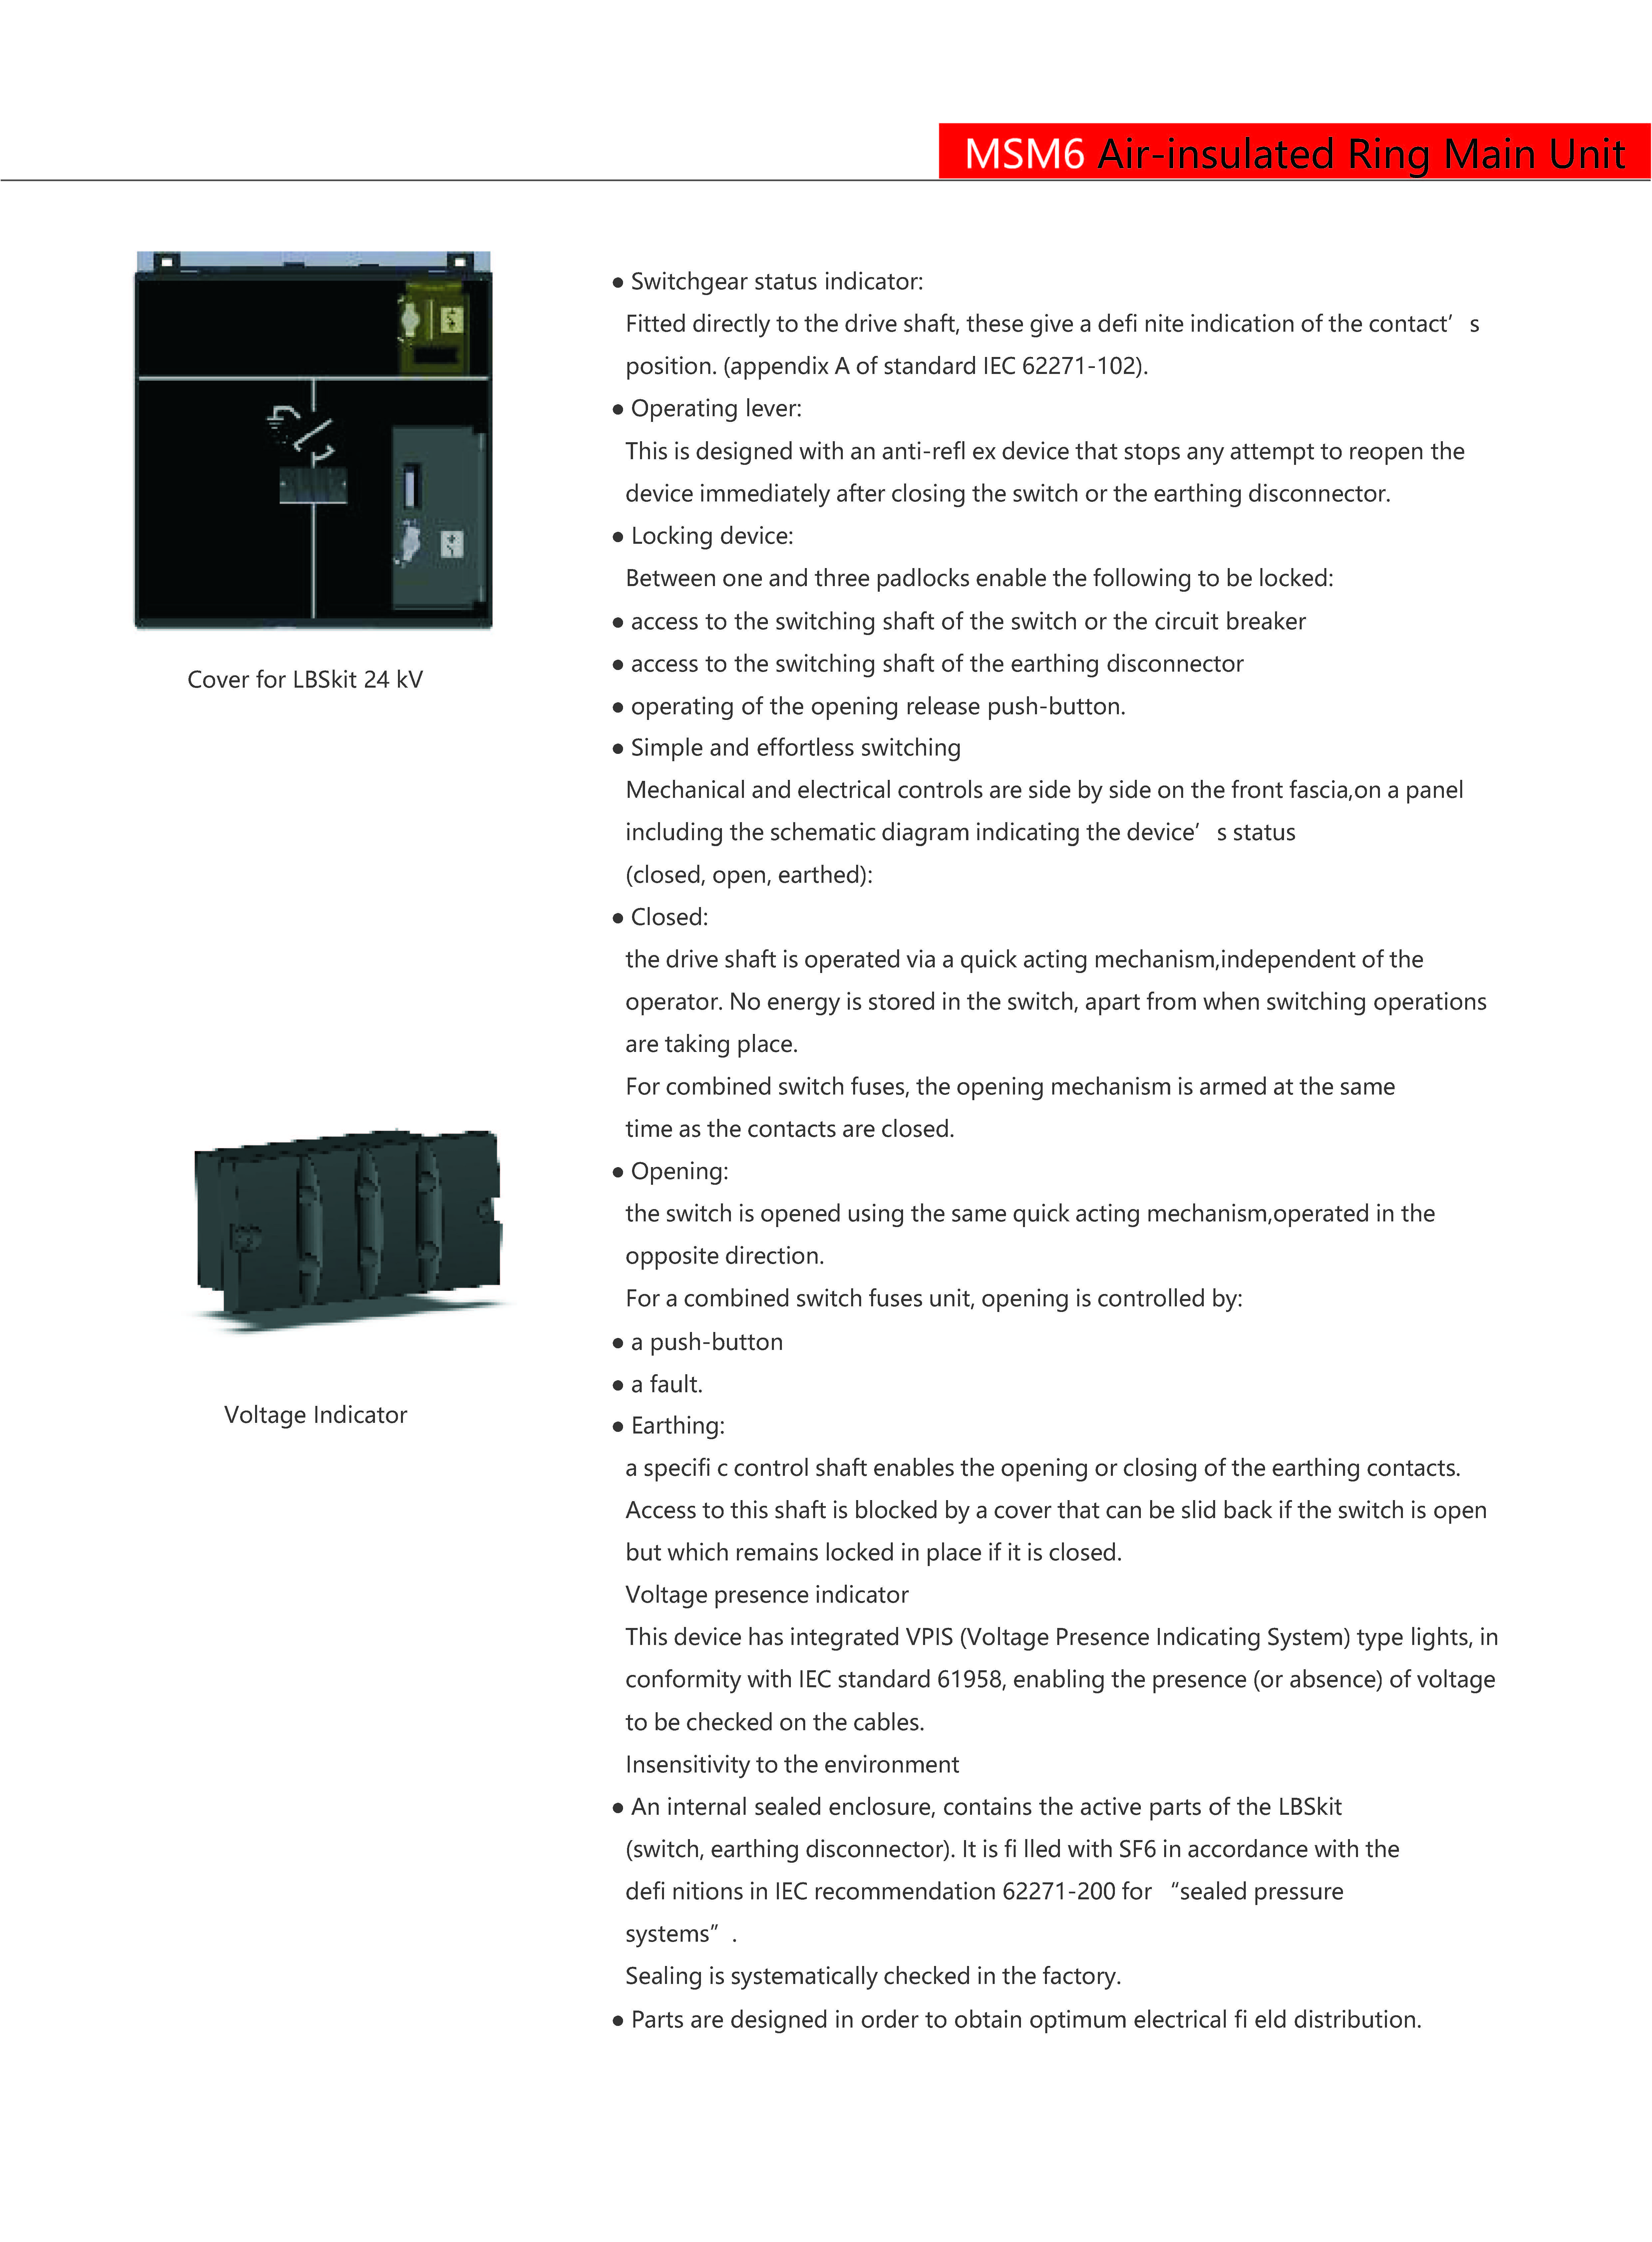 MSM6 Air-insulated Ring Main Unit
● Switchgear status indicator:
Fitted directly to the drive shaft, these give a defi nite indication of the contact’ s
position. (appendix A of standard IEC 62271-102).
● Operating lever:
This is designed with an anti-refl ex device that stops any attempt to reopen the
device immediately after closing the switch or the earthing disconnector.
● Locking device:
Between one and three padlocks enable the following to be locked:
● access to the switching shaft of the switch or the circuit breaker
● access to the switching shaft of the earthing disconnector
● operating of the opening release push-button.
● Simple and effortless switching
Mechanical and electrical controls are side by side on the front fascia,on a panel
including the schematic diagram indicating the device’ s status
(closed, open, earthed):
● Closed:
the drive shaft is operated via a quick acting mechanism,independent of the
operator. No energy is stored in the switch, apart from when switching operations
are taking place.
For combined switch fuses, the opening mechanism is armed at the same
time as the contacts are closed.
● Opening:
the switch is opened using the same quick acting mechanism,operated in the
opposite direction.
For a combined switch fuses unit, opening is controlled by:
● a push-button
● a fault.
● Earthing:
a specifi c control shaft enables the opening or closing of the earthing contacts.
Access to this shaft is blocked by a cover that can be slid back if the switch is open
but which remains locked in place if it is closed.
Voltage presence indicator
This device has integrated VPIS (Voltage Presence Indicating System) type lights, in
conformity with IEC standard 61958, enabling the presence (or absence) of voltage
to be checked on the cables.
Insensitivity to the environment
● An internal sealed enclosure, contains the active parts of the LBSkit
(switch, earthing disconnector). It is fi lled with SF6 in accordance with the
defi nitions in IEC recommendation 62271-200 for “sealed pressure
systems” .
Sealing is systematically checked in the factory.
● Parts are designed in order to obtain optimum electrical fi eld distribution.
Cover for LBSkit 24 kV
Voltage Indicator